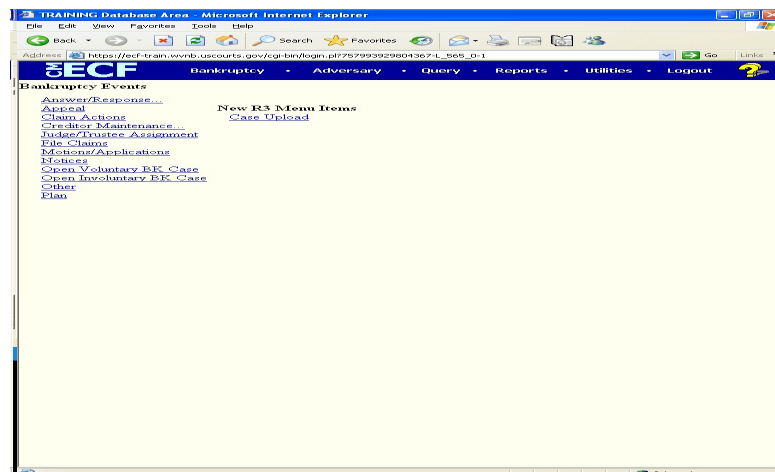 TRAINING Database Area - Microsoft Internet Explorer
File Edit View Favorites Tools Help
Back Search Favorites
Address https://ecf-train.wvnb.uscourts.gov/cgi-bin/login.pl?757993929804367-L_565_0-1 Go Links
CM ECF Bankruptcy • Adversary • Query • Reports • Utilities • Logout ?
Bankruptcy Events
Answer/Response...
Appeal New R3 Menu Items
Claim Actions Case Upload
Creditor Maintenance...
Judge/Trustee Assignment
File Claims
Motions/Applications
Notices
Open Voluntary BK Case
Open Involuntary BK Case
Other
Plan